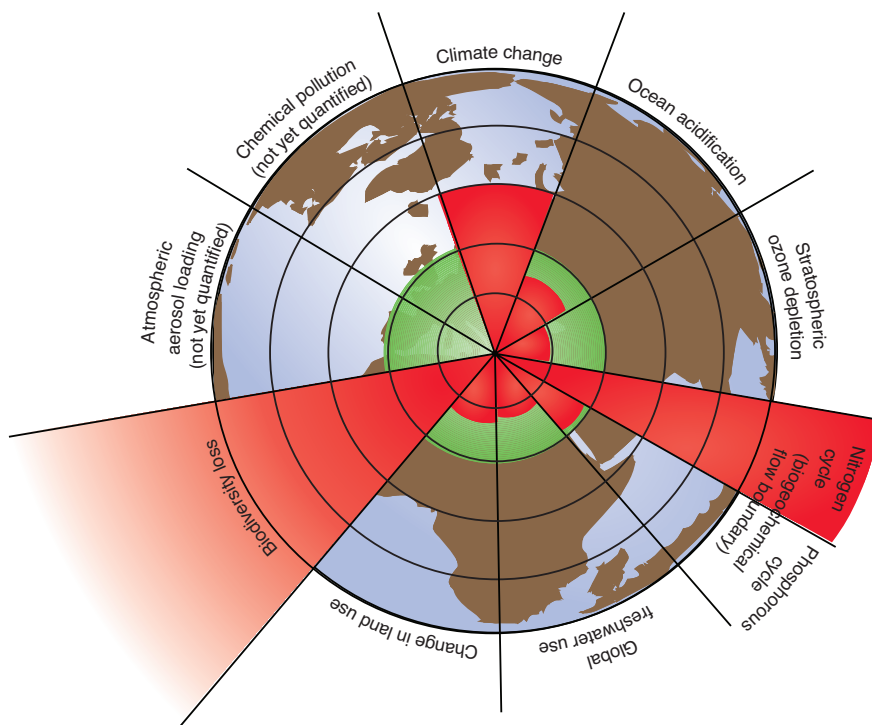 Climate change
Ocean acidification
Stratospheric
ozone depletion
Nitrogen
cycle
(biogeochemical
flow boundary)
Phosphorous
cycle
Global
freshwater use
Change in land use
Biodiversity loss
Atmospheric
aerosol loading
(not yet quantified)
Chemical pollution
(not yet quantified)